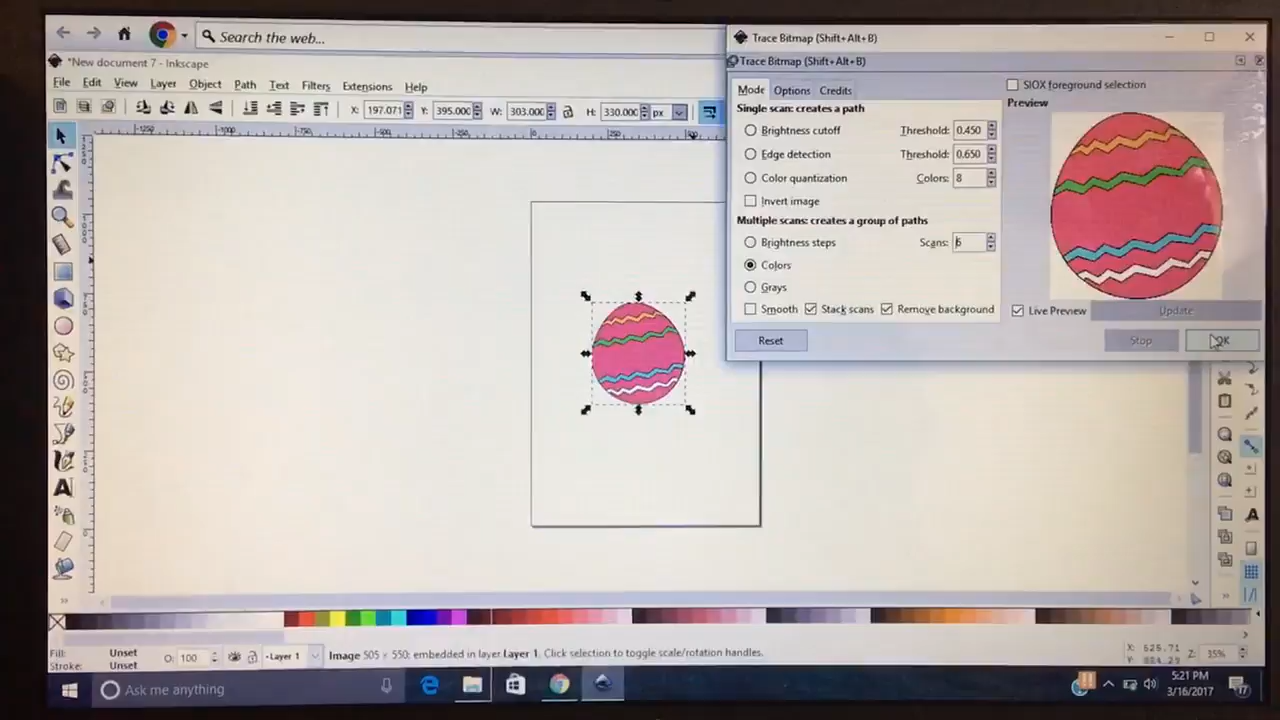 Search the web...
*New document 7 - Inkscape
File Edit View Layer Object Path Text Filters Extensions Help
X: 197.071 Y: 395.000 W: 303.000 H: 330.000 px
Trace Bitmap (Shift+Alt+B)
Trace Bitmap (Shift+Alt+B)
Mode Options Credits
SIOX foreground selection
Single scan: creates a path
Preview
Brightness cutoff Threshold: 0.450
Edge detection Threshold: 0.650
Color quantization Colors: 8
Invert image
Multiple scans: creates a group of paths
Brightness steps Scans: 6
Colors
Grays
Smooth Stack scans Remove background
Live Preview Update
Reset Stop OK
Fill: Unset
Stroke: Unset
O: 100
Layer 1
Image 505 x 550: embedded in layer Layer 1. Click selection to toggle scale/rotation handles.
X: 625.71
Y: 884.29
Z: 35%
Ask me anything
5:21 PM
3/16/2017